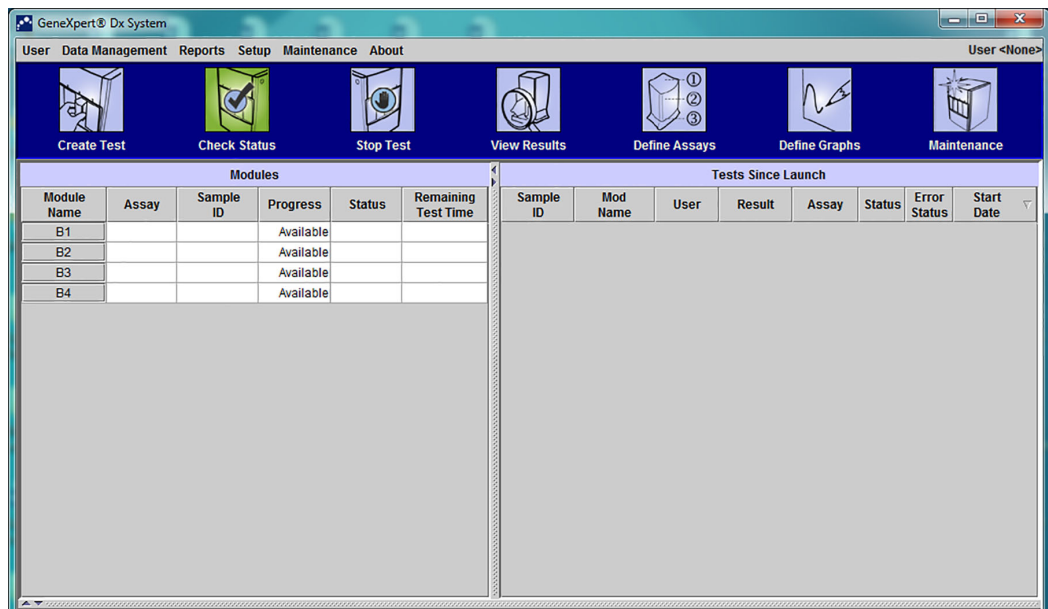 GeneXpert® Dx System
User Data Management Reports Setup Maintenance About User <None>
① ② ③
Create Test Check Status Stop Test View Results Define Assays Define Graphs Maintenance
Modules
Module Name Assay Sample ID Progress Status Remaining Test Time
B1 Available
B2 Available
B3 Available
B4 Available
Tests Since Launch
Sample ID Mod Name User Result Assay Status Error Status Start Date